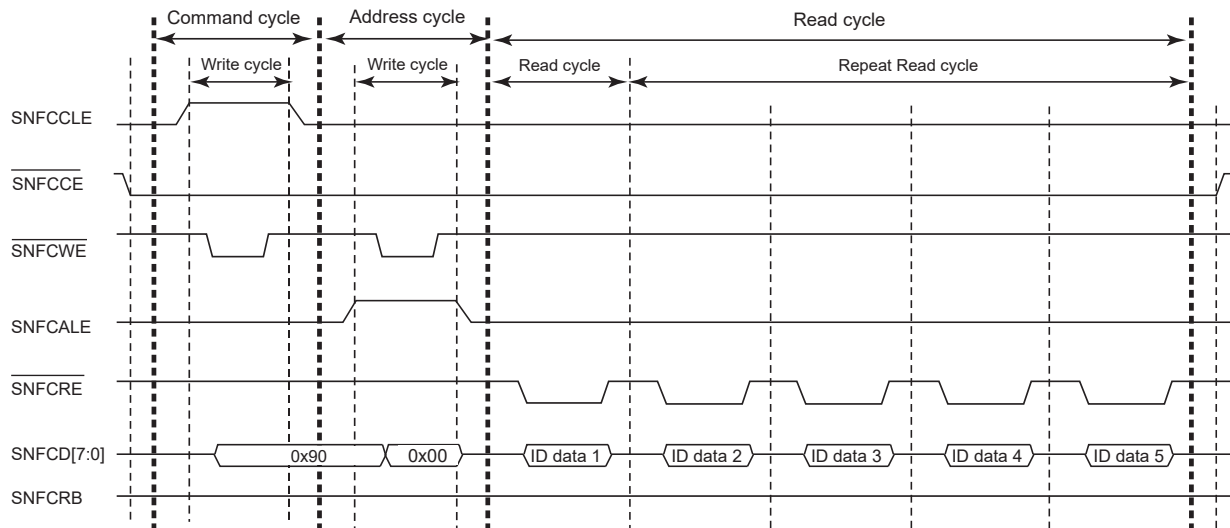 Command cycle Address cycle Read cycle
Write cycle Write cycle Read cycle Repeat Read cycle
SNFCCLE
SNFCCE
SNFCWE
SNFCALE
SNFCRE
SNFCD[7:0] 0x90 0x00 ID data 1 ID data 2 ID data 3 ID data 4 ID data 5
SNFCRB